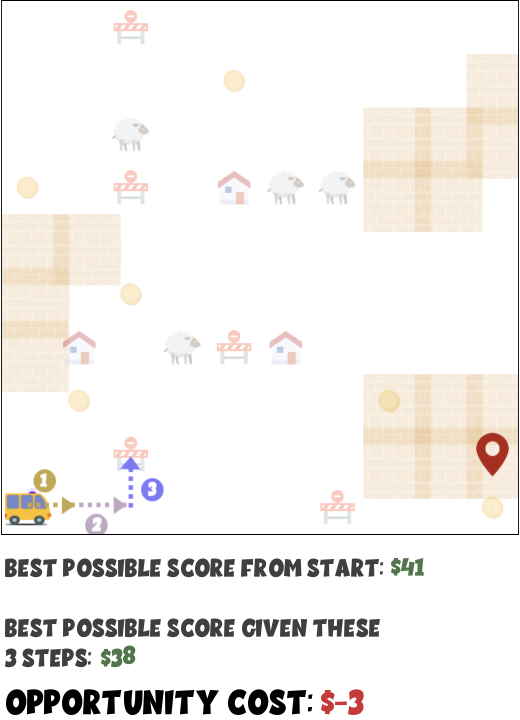 1
2
3
BEST POSSIBLE SCORE FROM START: $41
BEST POSSIBLE SCORE GIVEN THESE
3 STEPS: $38
OPPORTUNITY COST: $-3